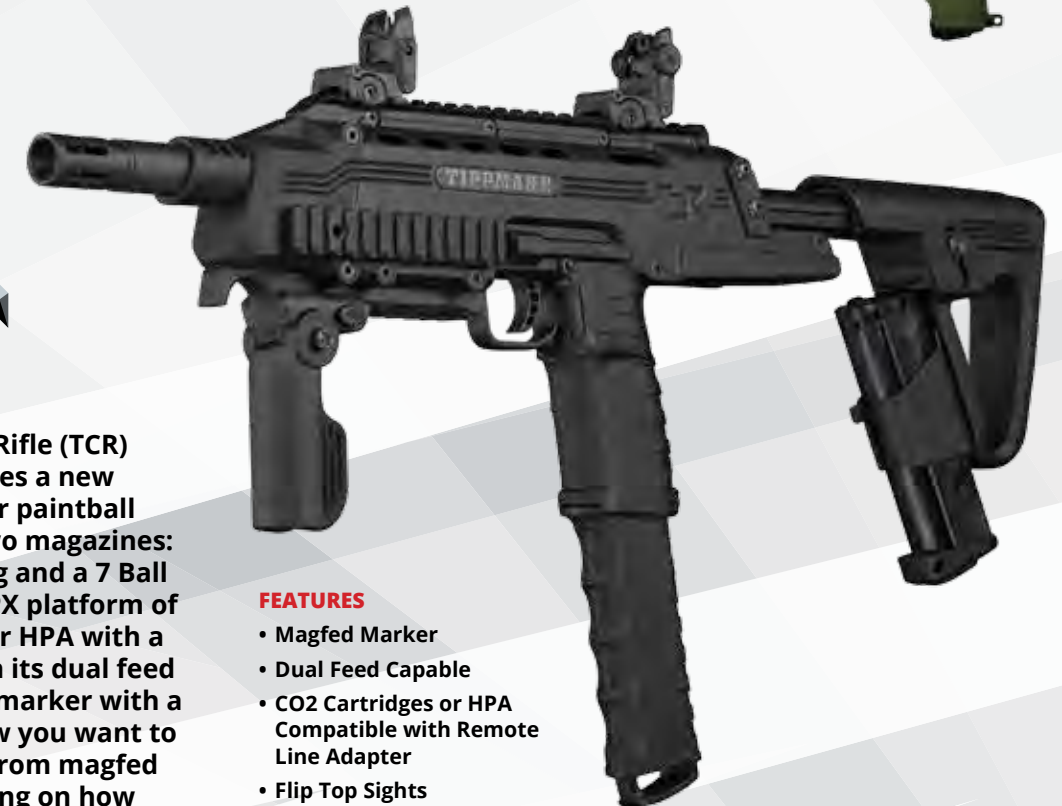 TIPPMANN
Rifle (TCR)
es a new
r paintball
o magazines:
g and a 7 Ball
PX platform of
r HPA with a
its dual feed
marker with a
w you want to
rom magfed
ng on how
FEATURES
• Magfed Marker
• Dual Feed Capable
• CO2 Cartridges or HPA
Compatible with Remote
Line Adapter
• Flip Top Sights